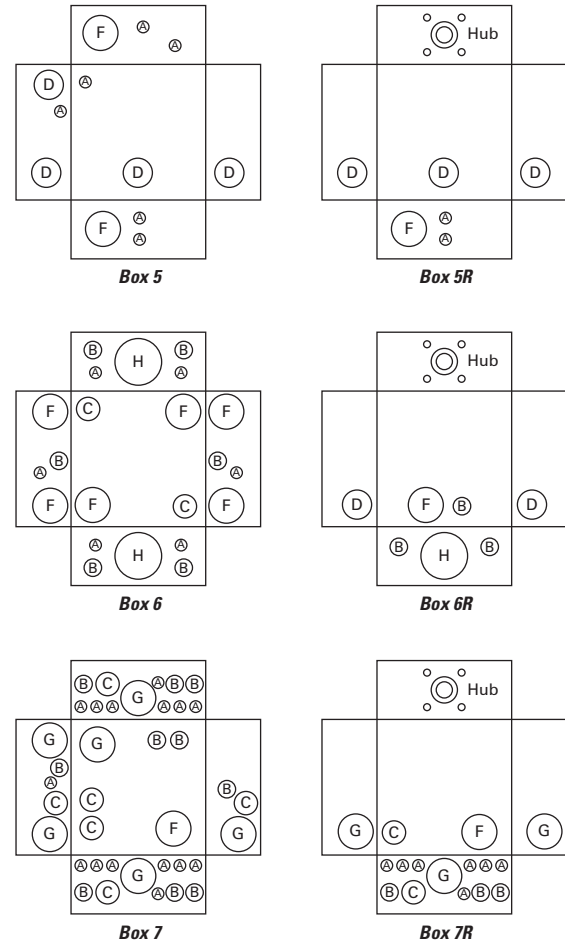 F A
A
D A
A
D D D
F A
A
Box 5
Hub
D D D
F A
A
Box 5R
B H B
A A
F C F F
B B
A A
F F C F
A A
H
B B
Box 6
Hub
D F B D
B H B
Box 6R
B C A B B
G
A A A A A A
G G B B
B
A B
C C C
C
G F G
A A A A A A
G
B C A B B
Box 7
Hub
G C F G
A A A A A A
G
B C A B B
Box 7R